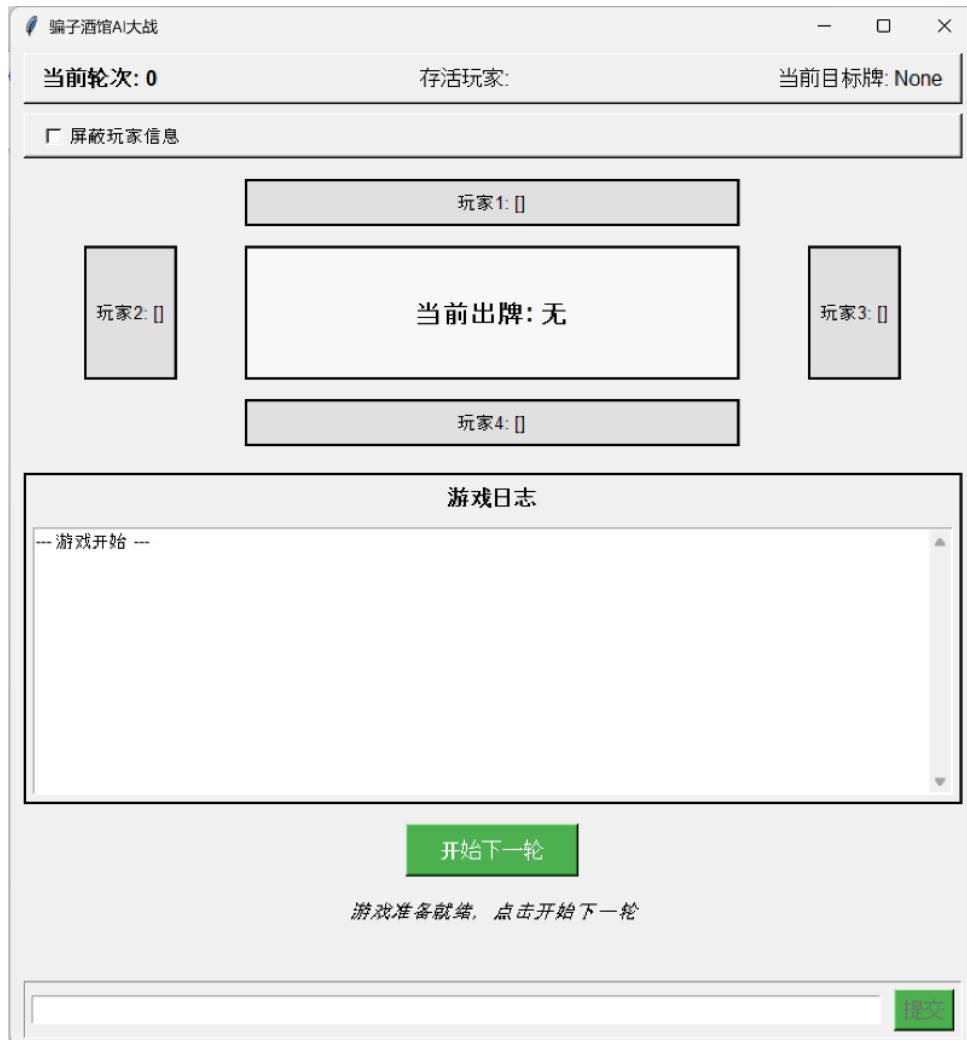 骗子酒馆AI大战
当前轮次: 0 存活玩家: 当前目标牌: None
屏蔽玩家信息
玩家1: []
玩家2: [] 当前出牌: 无 玩家3: []
玩家4: []
游戏日志
--- 游戏开始 ---
开始下一轮
游戏准备就绪，点击开始下一轮
提交